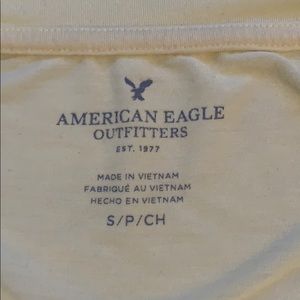 AMERICAN EAGLE
OUTFITTERS
EST. 1977
MADE IN VIETNAM
FABRIQUÉ AU VIETNAM
HECHO EN VIETNAM
S/P/CH